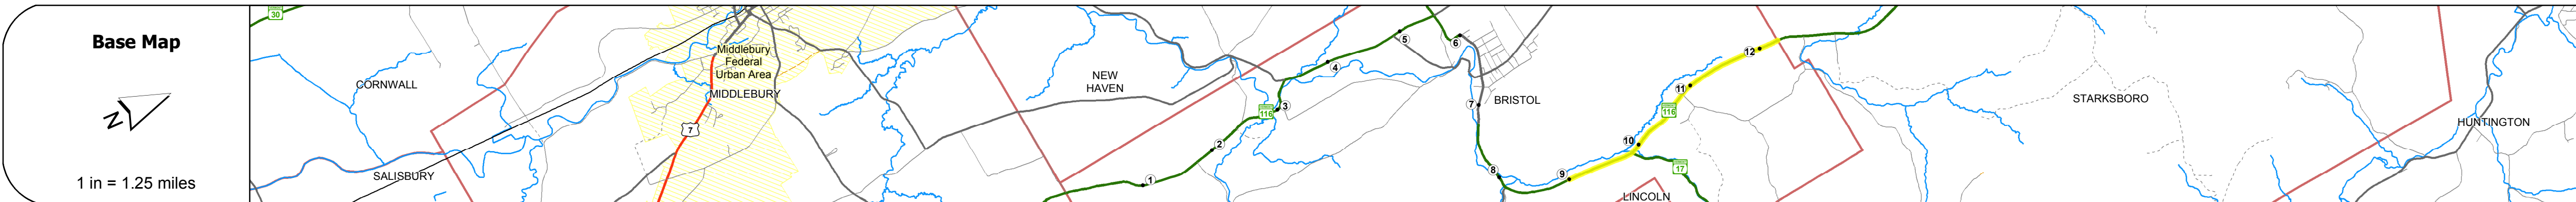 Base Map
N
1 in = 1.25 miles
30
CORNWALL
SALISBURY
Middlebury
Federal
Urban Area
MIDDLEBURY
7
NEW
HAVEN
1
2
116
3
4
5
6
7
8
BRISTOL
9
10
116
11
12
17
LINCOLN
STARKSBORO
HUNTINGTON